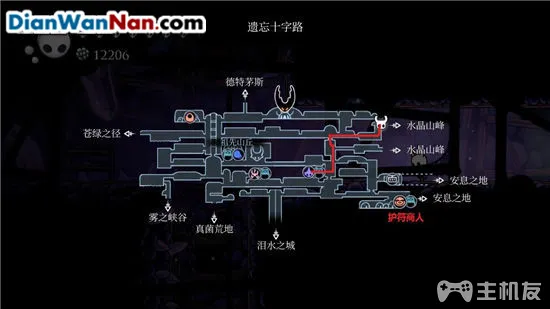 DianWanNan.com
遗忘十字路
12206
德特茅斯
水晶山峰
苍绿之径
祖先山丘
水晶山峰
安息之地
安息之地
护符商人
雾之峡谷
真菌荒地
泪水之城
主机友